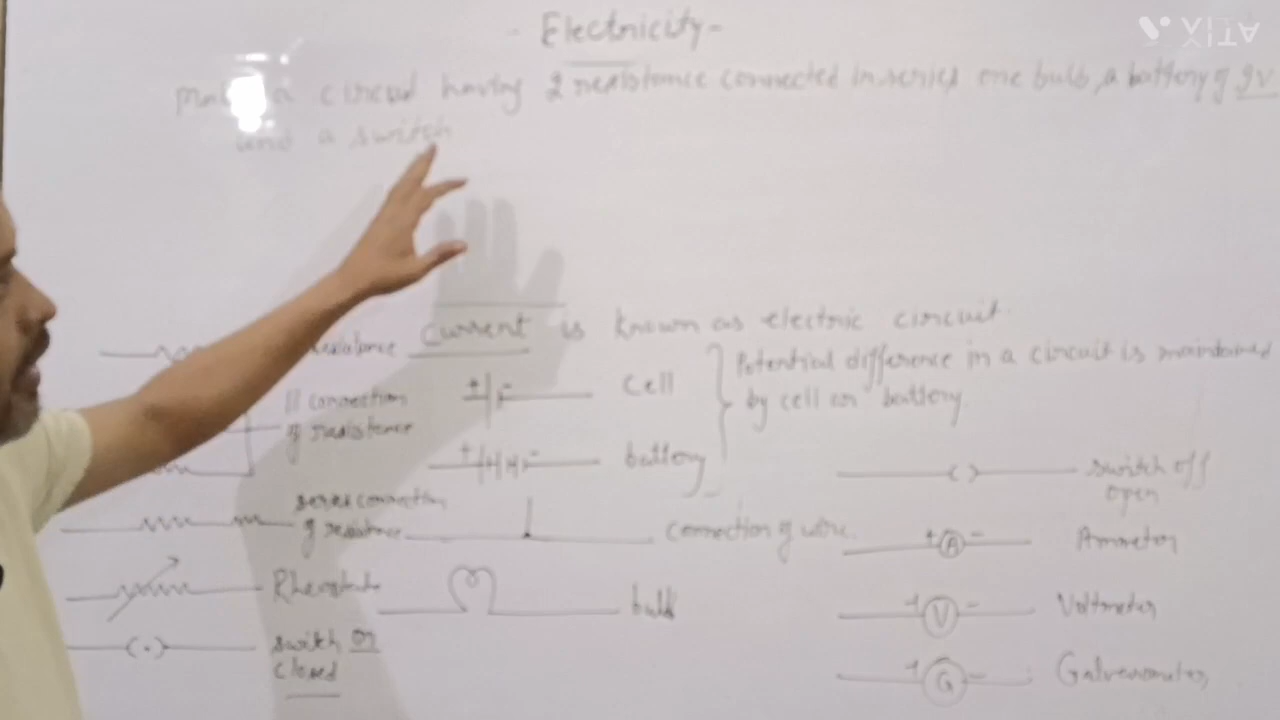 - Electricity -
VITA
a circuit having 2 resistance connected in series one bulb, a battery of 9V
and a switch
current is known as electric circuit.
resistance
+ - cell
Potential difference in a circuit is maintained
by cell or battery.
|| connection
of resistance
+ - battery
switch off
open
series connection
of resistance
connection of wire.
+ A - Ammeter
Rheostat
bulb
+ V - Voltmeter
switch or
closed
+ G - Galvanometer,